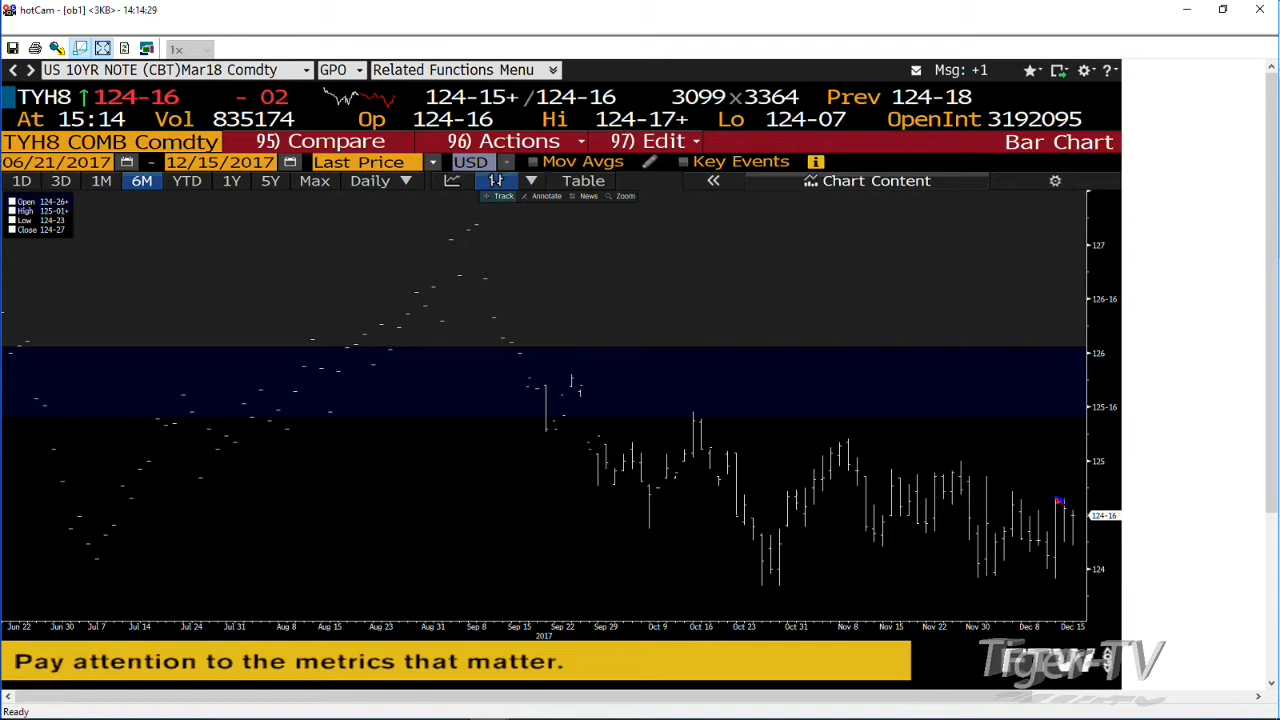 hotCam - [ob1] <3KB> - 14:14:29
1x
US 10YR NOTE (CBT)Mar18 Comdty GPO Related Functions Menu Msg: +1
TYH8 ↑ 124-16 - 02 124-15+/124-16 3099x3364 Prev 124-18
At 15:14 Vol 835174 Op 124-16 Hi 124-17+ Lo 124-07 OpenInt 3192095
TYH8 COMB Comdty 95) Compare 96) Actions 97) Edit Bar Chart
06/21/2017 - 12/15/2017 Last Price USD Mov Avgs Key Events
1D 3D 1M 6M YTD 1Y 5Y Max Daily Table « Chart Content
Track Annotate News Zoom
Open 124-26+
High 125-01+
Low 124-23
Close 124-27
127
126-16
126
125-16
125
124-16
124
Jun 22 Jun 30 Jul 7 Jul 14 Jul 24 Jul 31 Aug 8 Aug 15 Aug 23 Aug 31 Sep 8 Sep 15 Sep 22 Sep 29 Oct 9 Oct 16 Oct 23 Oct 31 Nov 8 Nov 15 Nov 22 Nov 30 Dec 8 Dec 15
2017
Pay attention to the metrics that matter.
Tiger-TV
Ready